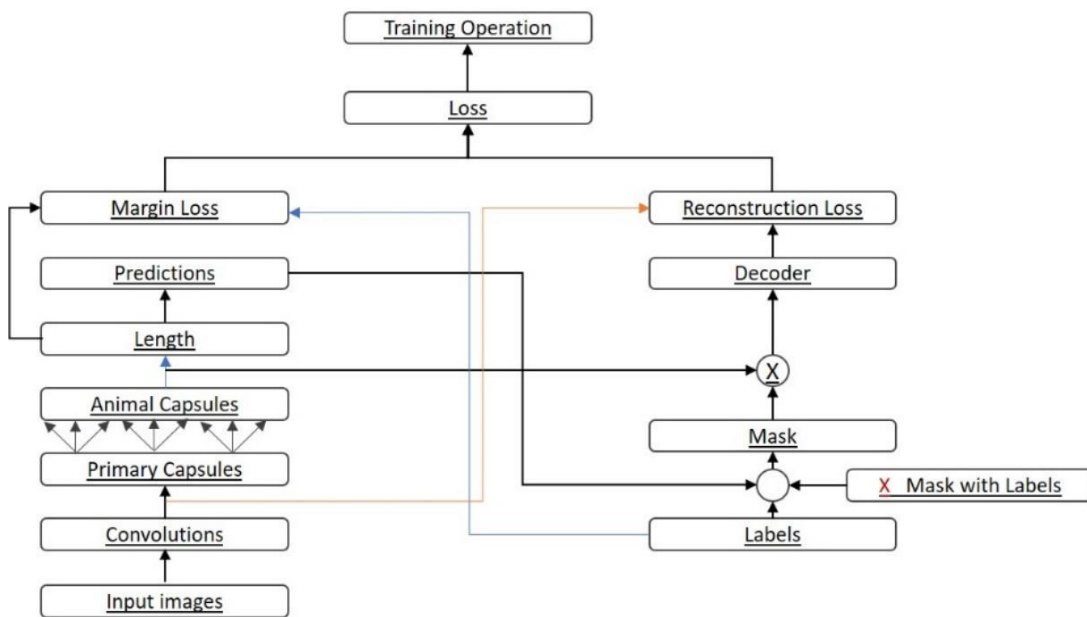 Training Operation
Loss
Margin Loss
Reconstruction Loss
Predictions
Decoder
Length
X
Animal Capsules
Mask
Primary Capsules
X Mask with Labels
Convolutions
Labels
Input images